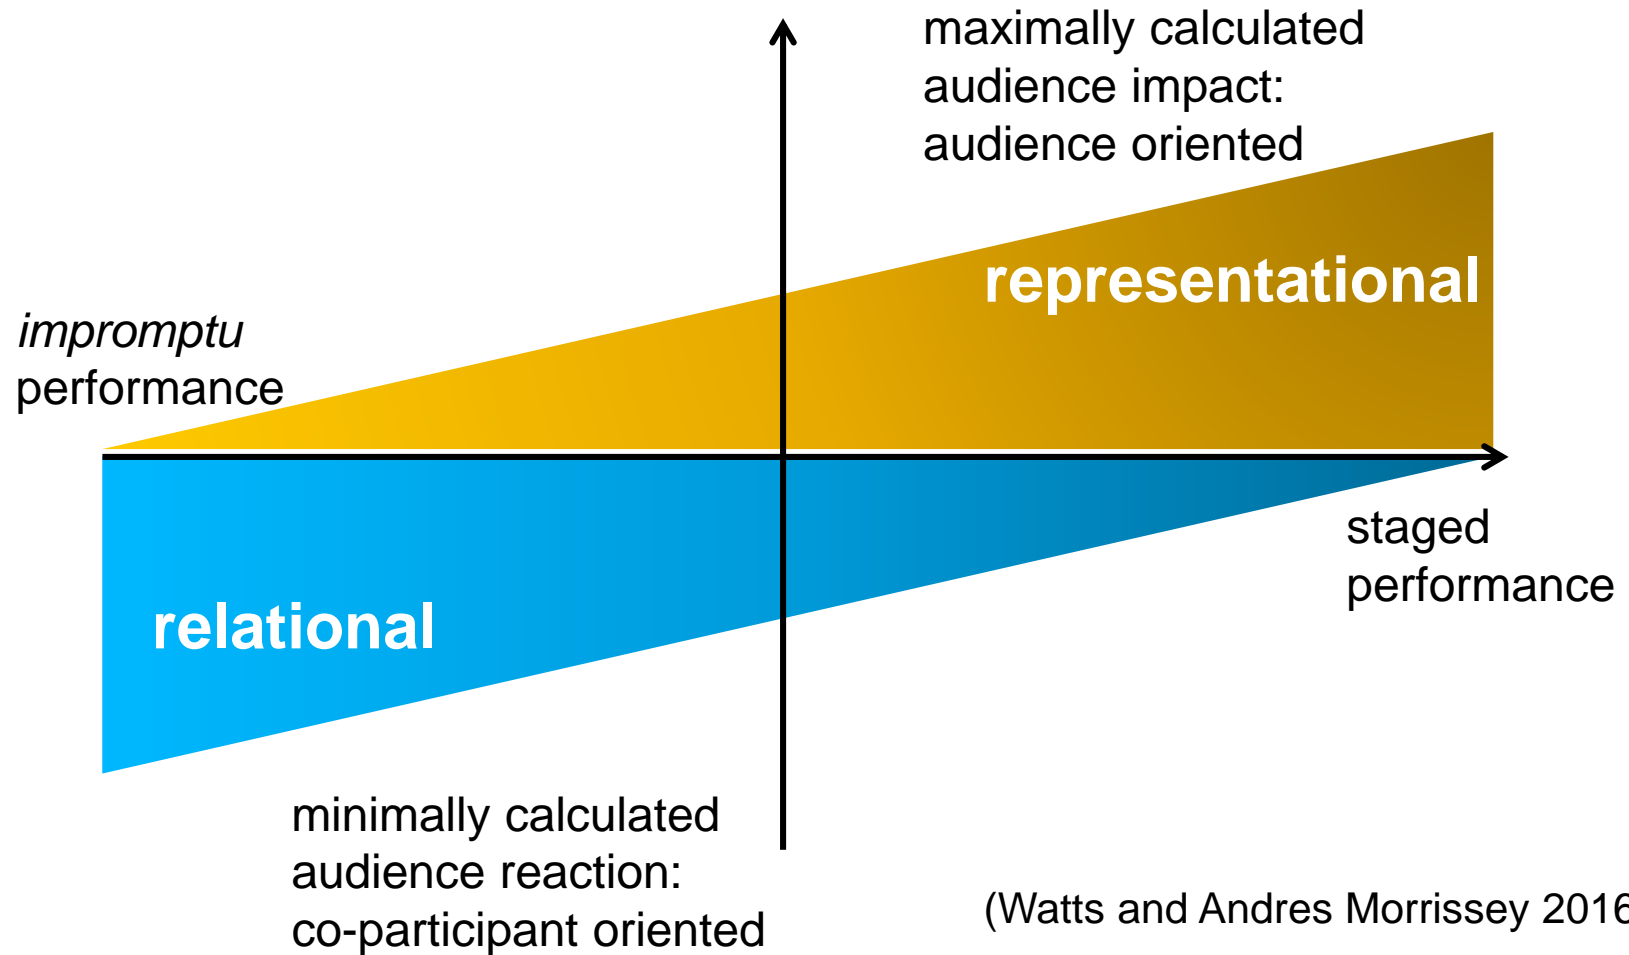 maximally calculated
audience impact:
audience oriented
representational
impromptu
performance
staged
performance
relational
minimally calculated
audience reaction:
co-participant oriented
(Watts and Andres Morrissey 2016